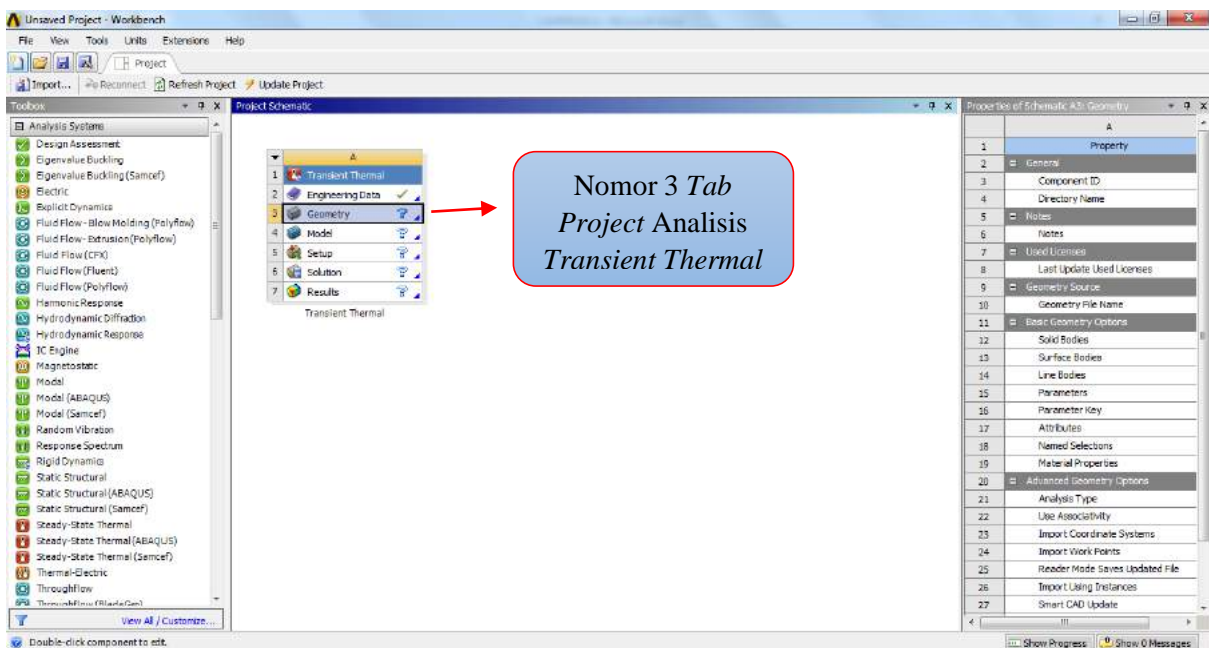 Unsaved Project - Workbench
File View Tools Units Extensions Help
Project
Import... Reconnect Refresh Project Update Project
Toolbox
Analysis Systems
Design Assessment
Eigenvalue Buckling
Eigenvalue Buckling (Samcef)
Electric
Explicit Dynamics
Fluid Flow - Blow Molding (Polyflow)
Fluid Flow - Extrusion (Polyflow)
Fluid Flow (CFX)
Fluid Flow (Fluent)
Fluid Flow (Polyflow)
Harmonic Response
Hydrodynamic Diffraction
Hydrodynamic Response
IC Engine
Magnetostatic
Modal
Modal (ABAQUS)
Modal (Samcef)
Random Vibration
Response Spectrum
Rigid Dynamics
Static Structural
Static Structural (ABAQUS)
Static Structural (Samcef)
Steady-State Thermal
Steady-State Thermal (ABAQUS)
Steady-State Thermal (Samcef)
Thermal-Electric
Throughflow
Throughflow (BladeGen)
View All / Customize...
Project Schematic
A
1 Transient Thermal
2 Engineering Data
3 Geometry
4 Model
5 Setup
6 Solution
7 Results
Transient Thermal
Nomor 3 Tab
Project Analisis
Transient Thermal
Properties of Schematic A3: Geometry
A
1 Property
2 General
3 Component ID
4 Directory Name
5 Notes
6 Notes
7 Used Licenses
8 Last Update Used Licenses
9 Geometry Source
10 Geometry File Name
11 Basic Geometry Options
12 Solid Bodies
13 Surface Bodies
14 Line Bodies
15 Parameters
16 Parameter Key
17 Attributes
18 Named Selections
19 Material Properties
20 Advanced Geometry Options
21 Analysis Type
22 Use Associativity
23 Import Coordinate Systems
24 Import Work Points
25 Reader Mode Saves Updated File
26 Import Using Instances
27 Smart CAD Update
Double-click component to edit.
Show Progress Show 0 Messages